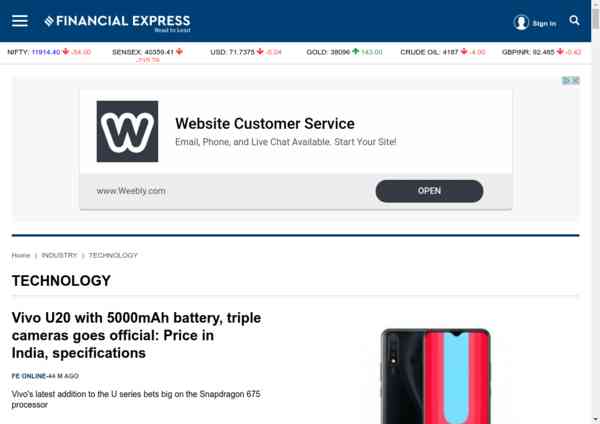 FINANCIAL EXPRESS
Read to Lead
Sign in
NIFTY: 11914.40 -54.00 SENSEX: 40359.41 USD: 71.7375 -0.04 GOLD: 38096 143.00 CRUDE OIL: 4187 -4.00 GBPINR: 92.485 -0.42
Website Customer Service
Email, Phone, and Live Chat Available. Start Your Site!
www.Weebly.com OPEN
Home | INDUSTRY | TECHNOLOGY
TECHNOLOGY
Vivo U20 with 5000mAh battery, triple
cameras goes official: Price in
India, specifications
FE ONLINE-44 M AGO
Vivo's latest addition to the U series bets big on the Snapdragon 675
processor